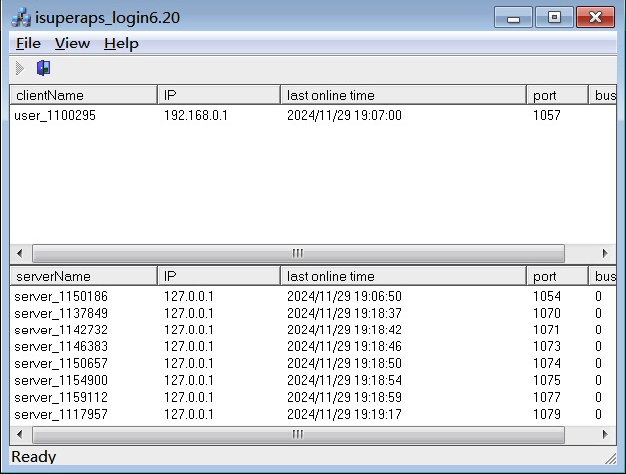 isuperaps_login6.20
File View Help
clientName IP last online time port bus
user_1100295 192.168.0.1 2024/11/29 19:07:00 1057
serverName IP last online time port bus
server_1150186 127.0.0.1 2024/11/29 19:06:50 1054 0
server_1137849 127.0.0.1 2024/11/29 19:18:37 1070 0
server_1142732 127.0.0.1 2024/11/29 19:18:42 1071 0
server_1146383 127.0.0.1 2024/11/29 19:18:46 1073 0
server_1150657 127.0.0.1 2024/11/29 19:18:50 1074 0
server_1154900 127.0.0.1 2024/11/29 19:18:54 1075 0
server_1159112 127.0.0.1 2024/11/29 19:18:59 1077 0
server_1117957 127.0.0.1 2024/11/29 19:19:17 1079 0
Ready